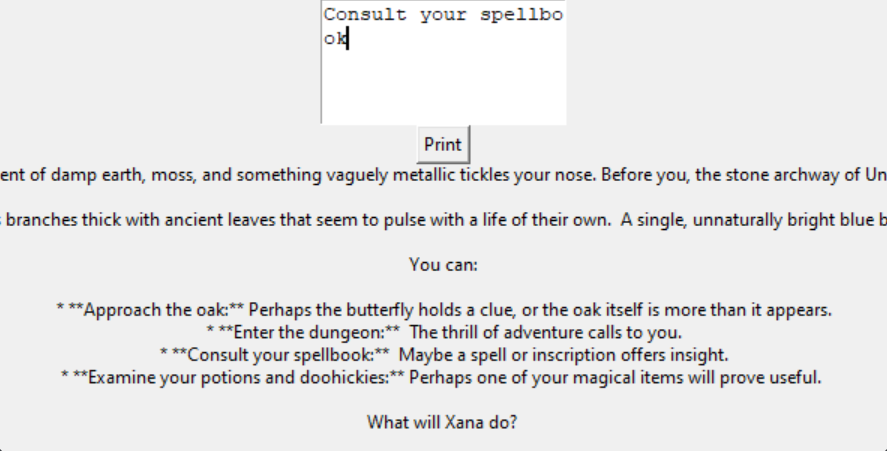 Consult your spellbo
ok
Print
ent of damp earth, moss, and something vaguely metallic tickles your nose. Before you, the stone archway of Un
s branches thick with ancient leaves that seem to pulse with a life of their own.  A single, unnaturally bright blue b
You can:
* **Approach the oak:** Perhaps the butterfly holds a clue, or the oak itself is more than it appears.
* **Enter the dungeon:**  The thrill of adventure calls to you.
* **Consult your spellbook:**  Maybe a spell or inscription offers insight.
* **Examine your potions and doohickies:** Perhaps one of your magical items will prove useful.
What will Xana do?